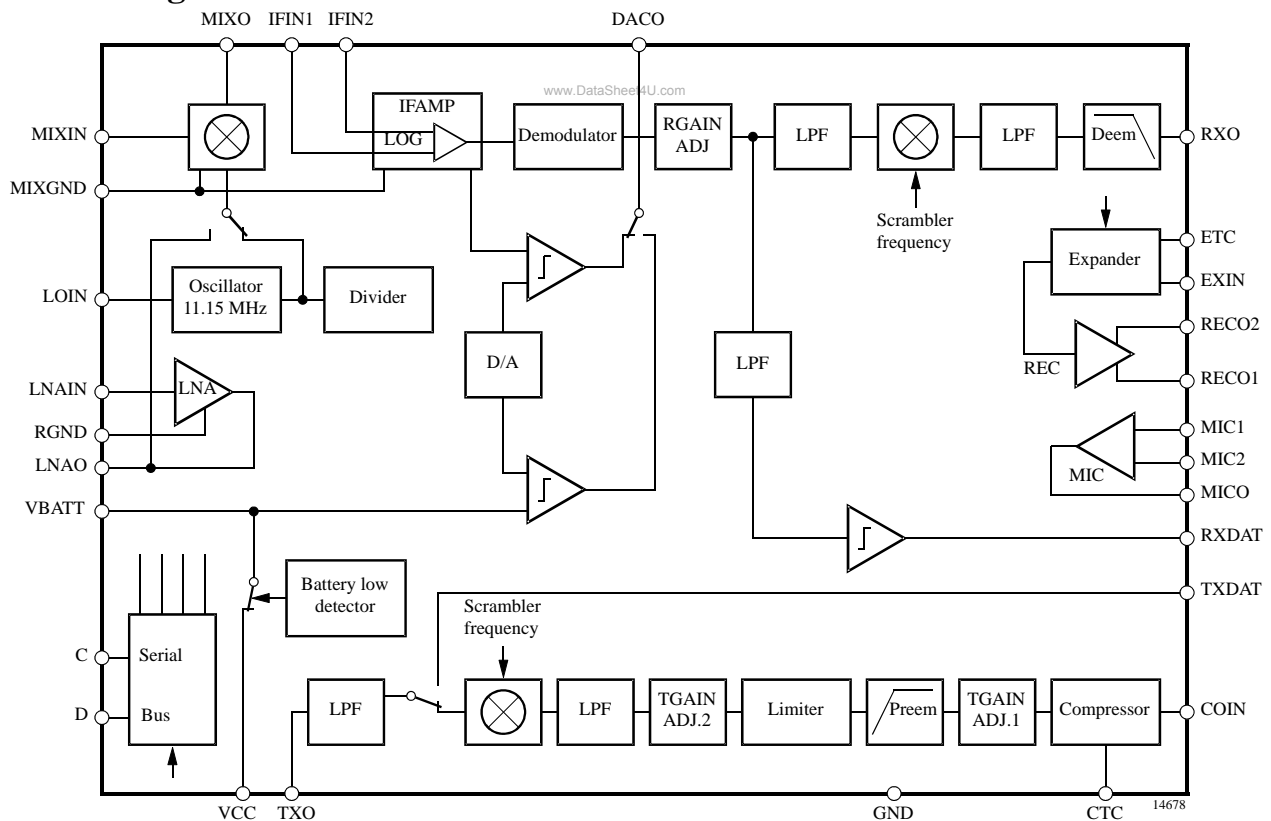 MIXO IFIN1 IFIN2 DACO
www.DataSheet4U.com
MIXIN
MIXGND
LOIN
LNAIN
RGND
LNAO
VBATT
C
D
IFAMP
LOG
Demodulator
RGAIN
ADJ
LPF
Scrambler
frequency
LPF
Deem
RXO
Oscillator
11.15 MHz
Divider
LNA
D/A
LPF
Expander
ETC
EXIN
REC
RECO2
RECO1
MIC
MIC1
MIC2
MICO
RXDAT
TXDAT
Battery low
detector
Serial
Bus
Scrambler
frequency
LPF
LPF
TGAIN
ADJ.2
Limiter
Preem
TGAIN
ADJ.1
Compressor
COIN
VCC TXO GND CTC
14678